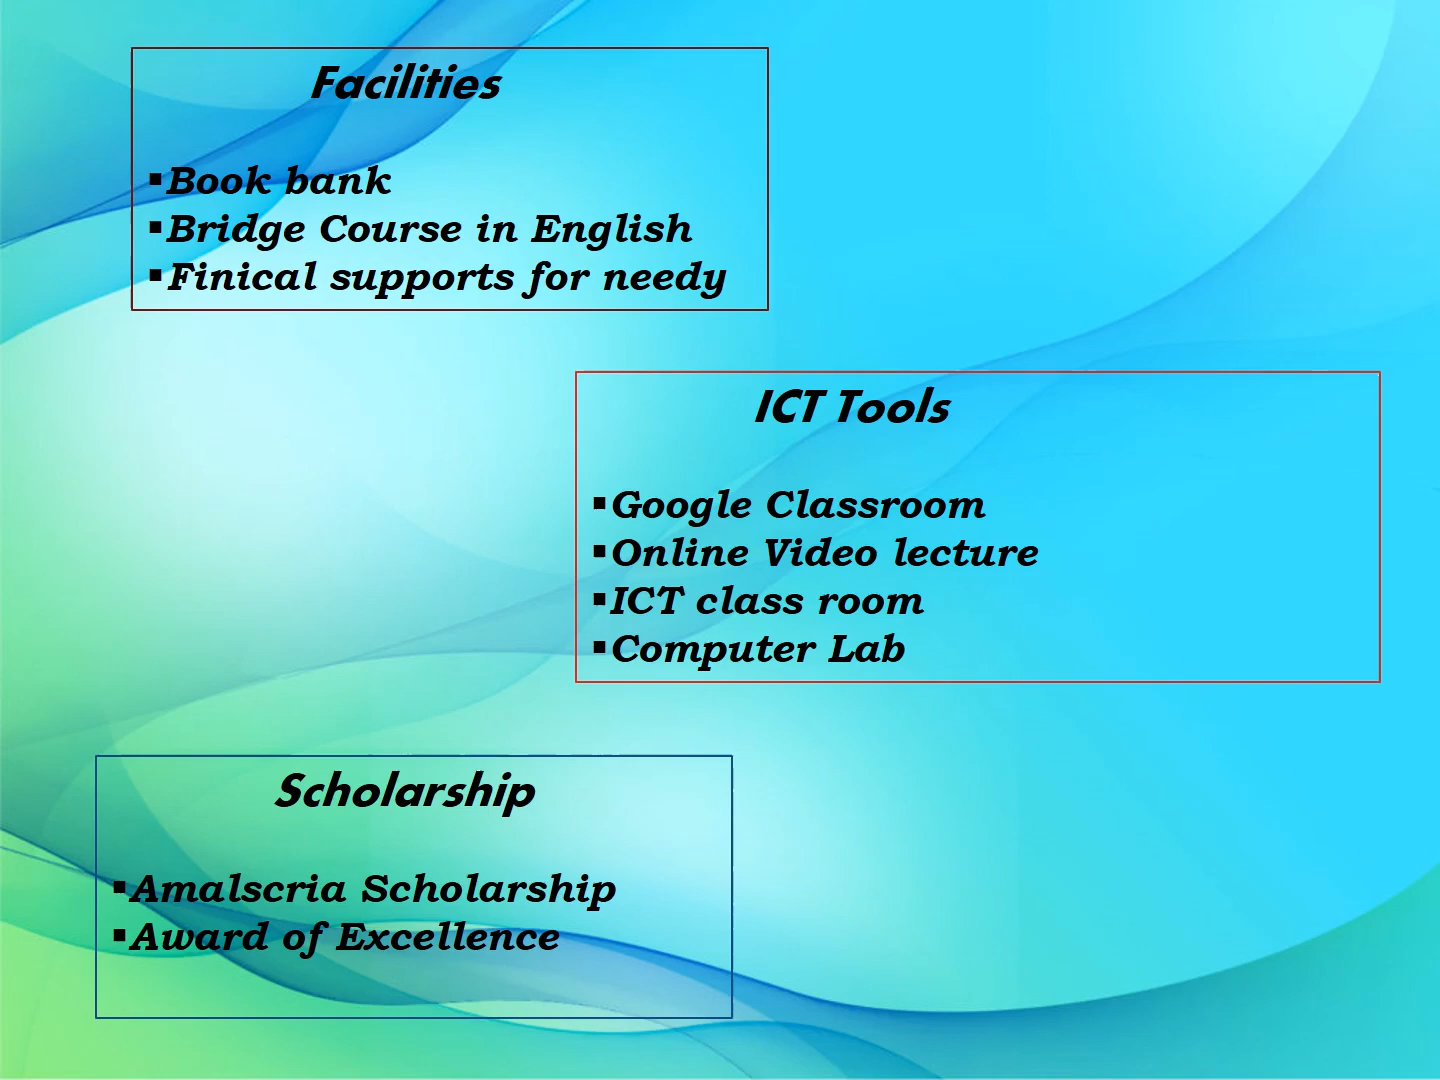 Facilities
▪Book bank
▪Bridge Course in English
▪Finical supports for needy
ICT Tools
▪Google Classroom
▪Online Video lecture
▪ICT class room
▪Computer Lab
Scholarship
▪Amalscria Scholarship
▪Award of Excellence